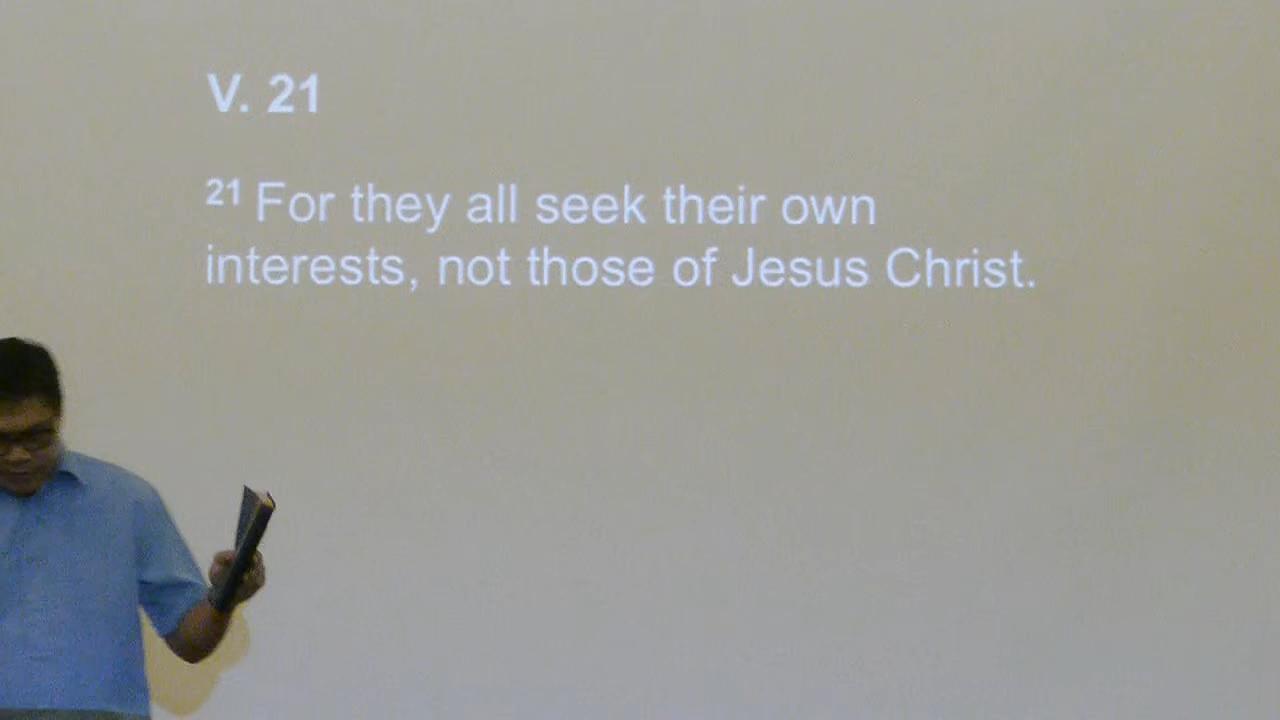 V. 21
21 For they all seek their own
interests, not those of Jesus Christ.